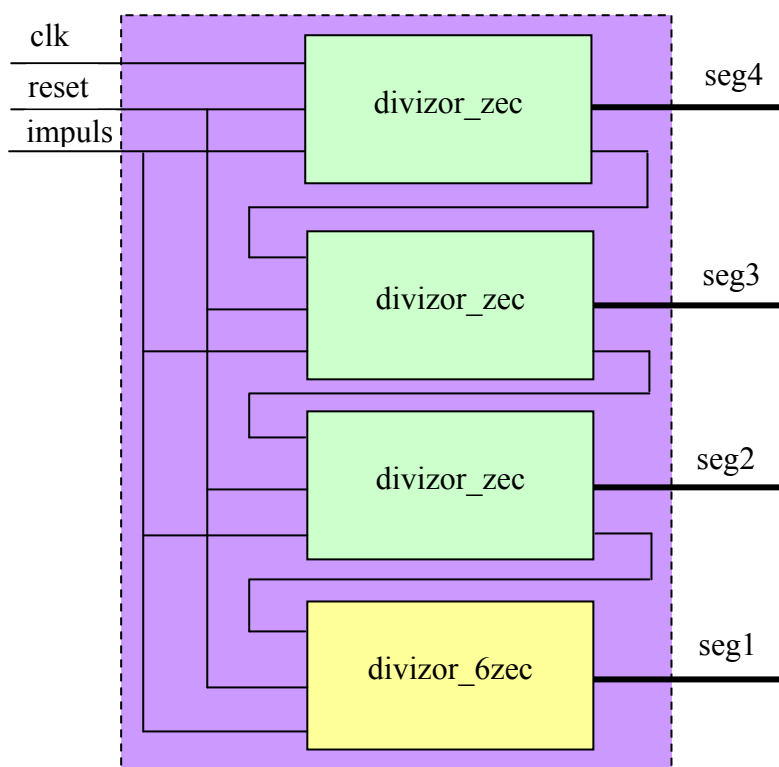 clk
reset
impuls
divizor_zec
seg4
divizor_zec
seg3
divizor_zec
seg2
divizor_6zec
seg1